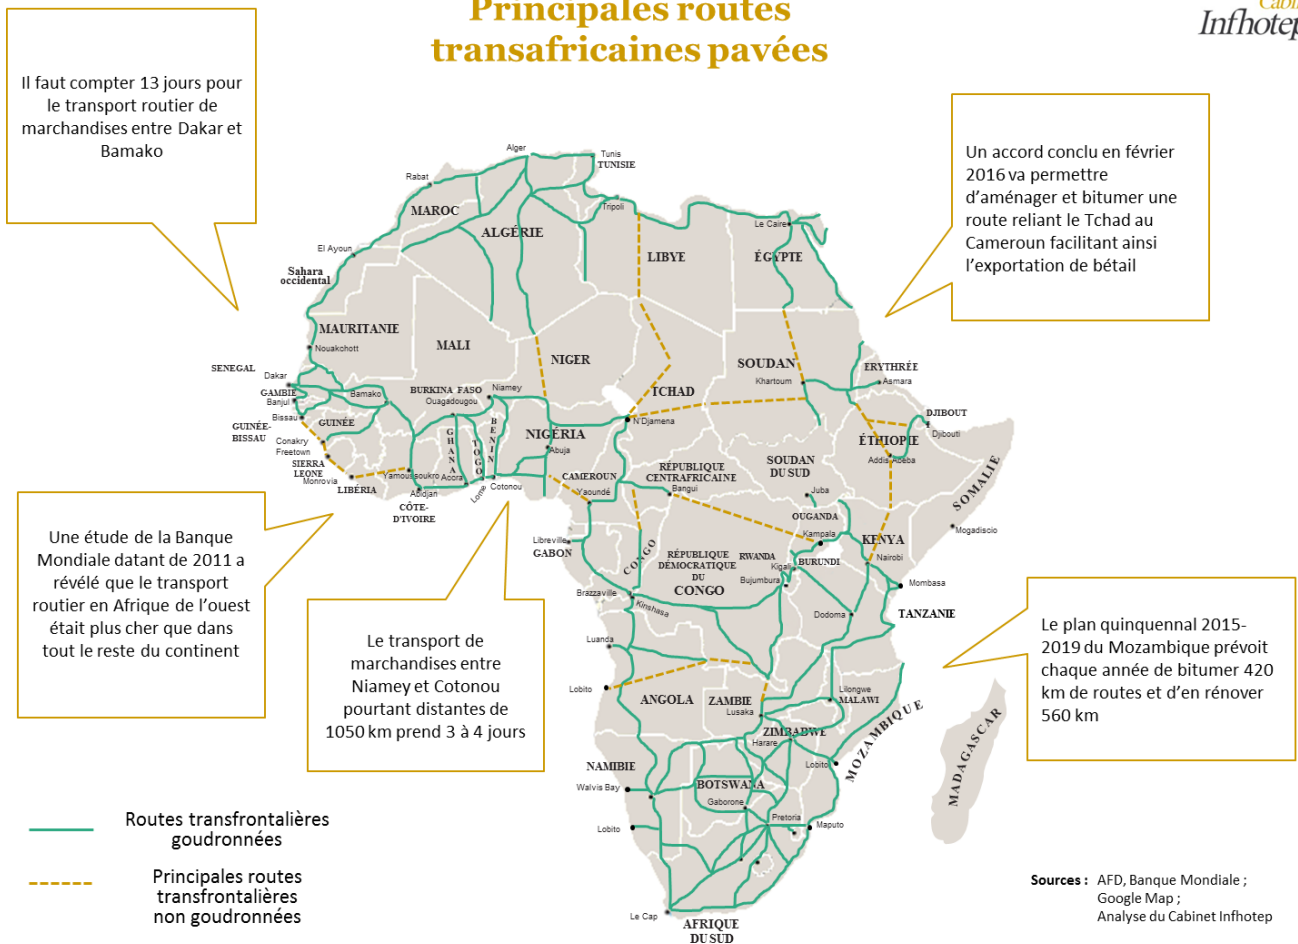 Principales routes
transafricaines pavées
Cabin
Infhotep
Il faut compter 13 jours pour
le transport routier de
marchandises entre Dakar et
Bamako
Un accord conclu en février
2016 va permettre
d’aménager et bitumer une
route reliant le Tchad au
Cameroun facilitant ainsi
l’exportation de bétail
Alger
Tunis
TUNISIE
Rabat
MAROC
Tripoli
ALGÉRIE
Le Caire
El Ayoun
LIBYE
ÉGYPTE
Sahara
occidental
MAURITANIE
Nouakohott
MALI
NIGER
SOUDAN
ERYTHRÉE
SENEGAL
Dakar
Khartoum
Asmara
GAMBIE
Banjul
Bamako
BURKINA FASO
Niamey
Ouagadougou
TCHAD
Bissau
GUINÉE
N'Djamena
DJIBOUT
Djibouti
GUINÉE-
BISSAU
Conakry
Freetown
GHANA
TOGO
BENIN
NIGÉRIA
Abuja
ÉTHIOPIE
Addis Abeba
SIERRA
LEONE
Monrovia
LIBÉRIA
Yamoussoukro
Accra
Abidjan
Lome
Cotonou
CÔTE-
D'IVOIRE
CAMEROUN
Yaoundé
RÉPUBLIQUE
CENTRAFRICAINE
Bangui
SOUDAN
DU SUD
Juba
SOMALIE
OUGANDA
Kampala
Mogadiscio
Libreville
GABON
CONGO
RÉPUBLIQUE
DÉMOCRATIQUE
DU
CONGO
RWANDA
Kigali
BURUNDI
Bujumbura
KENYA
Nairobi
Brazzaville
Kinshasa
Mombasa
Dodoma
TANZANIE
Luanda
Lobito
ANGOLA
ZAMBIE
Lusaka
Lilongwe
MALAWI
ZIMBABWE
Harare
MOZAMBIQUE
Lobito
MADAGASCAR
NAMIBIE
Walvis Bay
BOTSWANA
Gaborone
Pretoria
Maputo
Lobito
Le Cap
AFRIQUE
DU SUD
Une étude de la Banque
Mondiale datant de 2011 a
révélé que le transport
routier en Afrique de l’ouest
était plus cher que dans
tout le reste du continent
Le transport de
marchandises entre
Niamey et Cotonou
pourtant distantes de
1050 km prend 3 à 4 jours
Le plan quinquennal 2015-
2019 du Mozambique prévoit
chaque année de bitumer 420
km de routes et d’en rénover
560 km
Routes transfrontalières
goudronnées
Principales routes
transfrontalières
non goudronnées
Sources : AFD, Banque Mondiale ;
Google Map ;
Analyse du Cabinet Infhotep